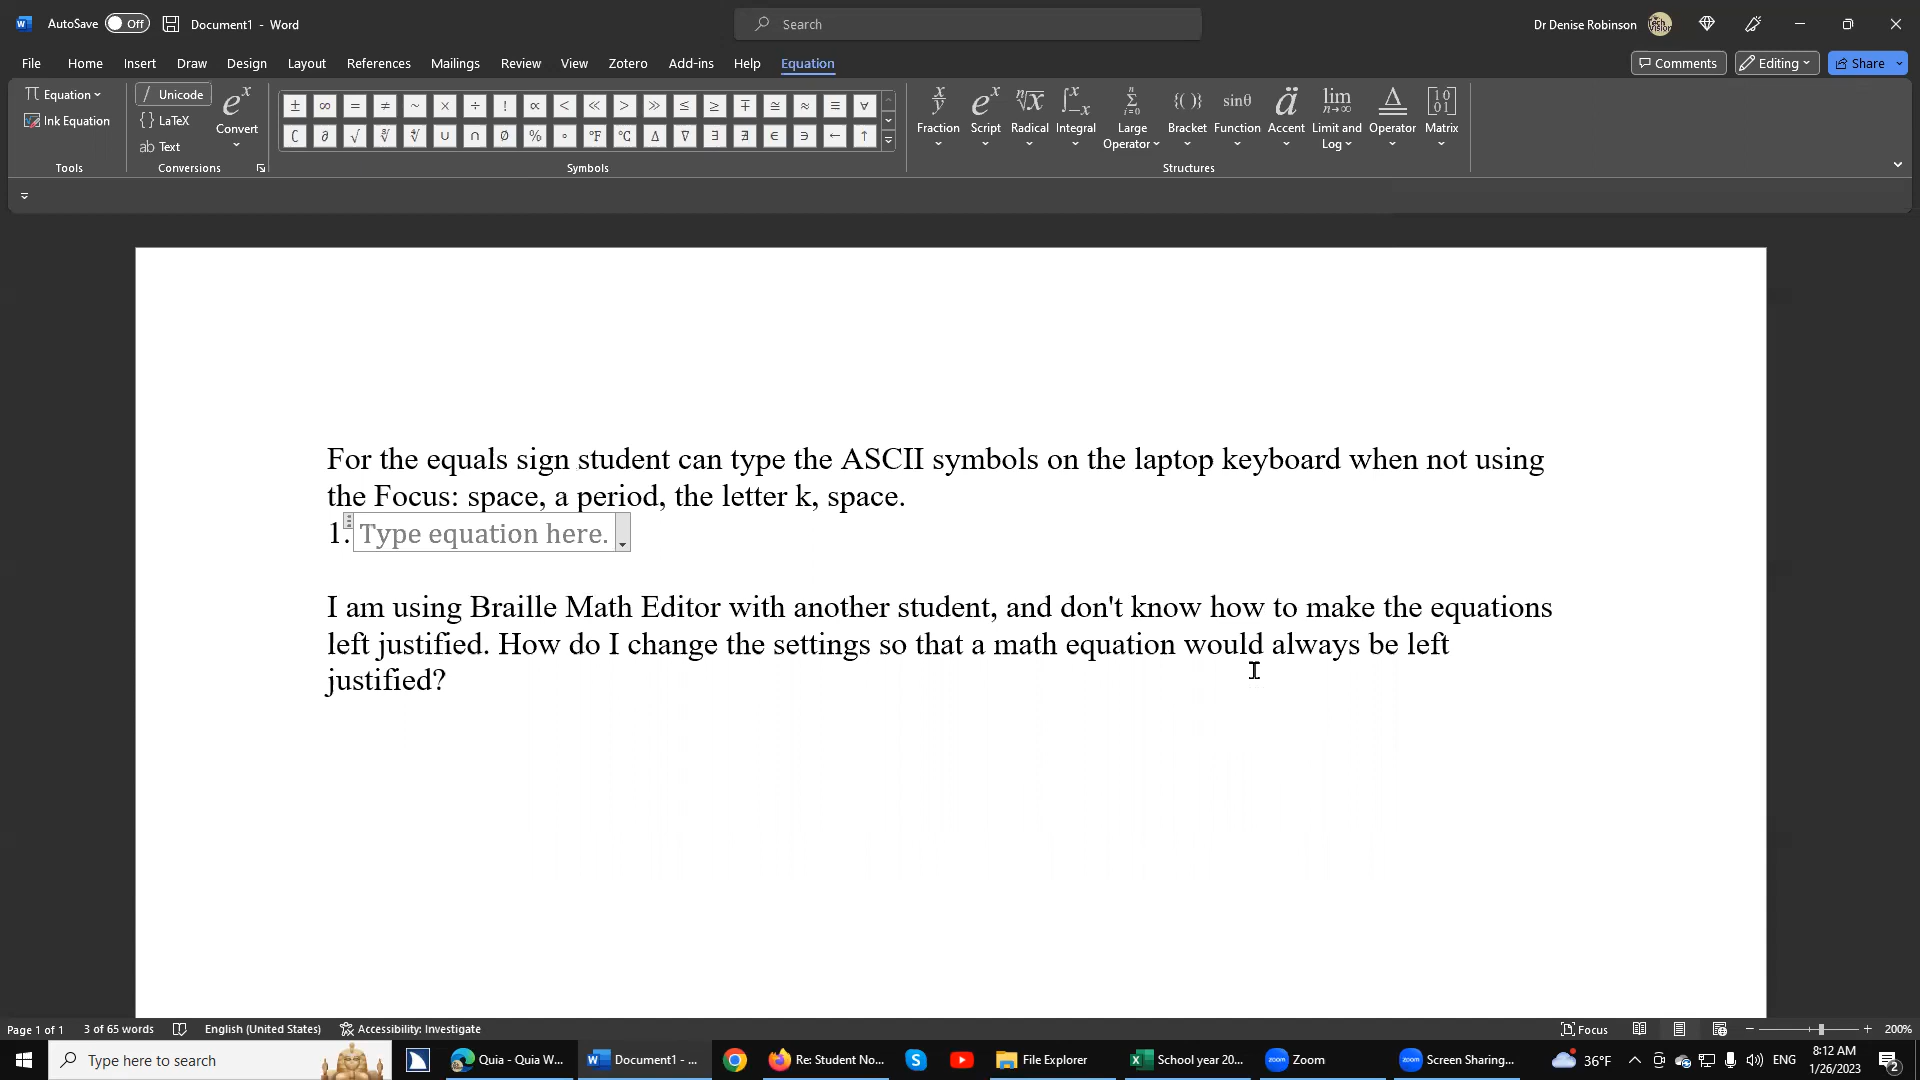 AutoSave Off Document1 - Word
Search
Dr Denise Robinson
File Home Insert Draw Design Layout References Mailings Review View Zotero Add-ins Help Equation
Comments Editing Share
π Equation
Ink Equation
Tools
Unicode
{} LaTeX
ab Text
e^x Convert
Conversions
± ∞ = ≠ ~ × ÷ ! ∝ < ≪ > ≫ ≤ ≥ ∓ ≅ ≈ ≡ ∀
∁ ∂ √ ∛ ∜ ∪ ∩ ∅ % ° °F °C ∆ ∇ ∃ ∄ ∈ ∋ ← ↑
Symbols
x/y Fraction
e^x Script
n√x Radical
Integral
Large Operator
{()} Bracket
sinθ Function
ä Accent
lim n→∞ Limit and Log
Operator
[10 01] Matrix
Structures
For the equals sign student can type the ASCII symbols on the laptop keyboard when not using
the Focus: space, a period, the letter k, space.
1. Type equation here.
I am using Braille Math Editor with another student, and don't know how to make the equations
left justified. How do I change the settings so that a math equation would always be left
justified?
Page 1 of 1 3 of 65 words English (United States) Accessibility: Investigate
Focus 200%
Type here to search
Quia - Quia W...
Document1 - ...
Re: Student No...
File Explorer
School year 20...
Zoom
Screen Sharing...
36°F
ENG
8:12 AM
1/26/2023
2